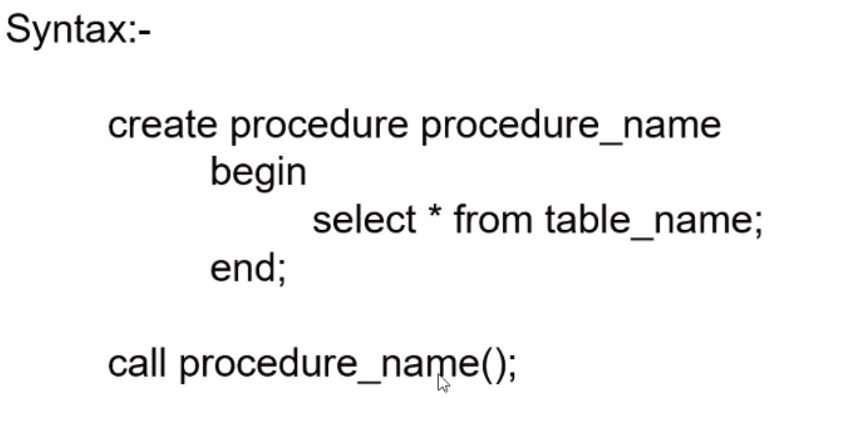 Syntax:-
create procedure procedure_name
begin
select * from table_name;
end;
call procedure_name();